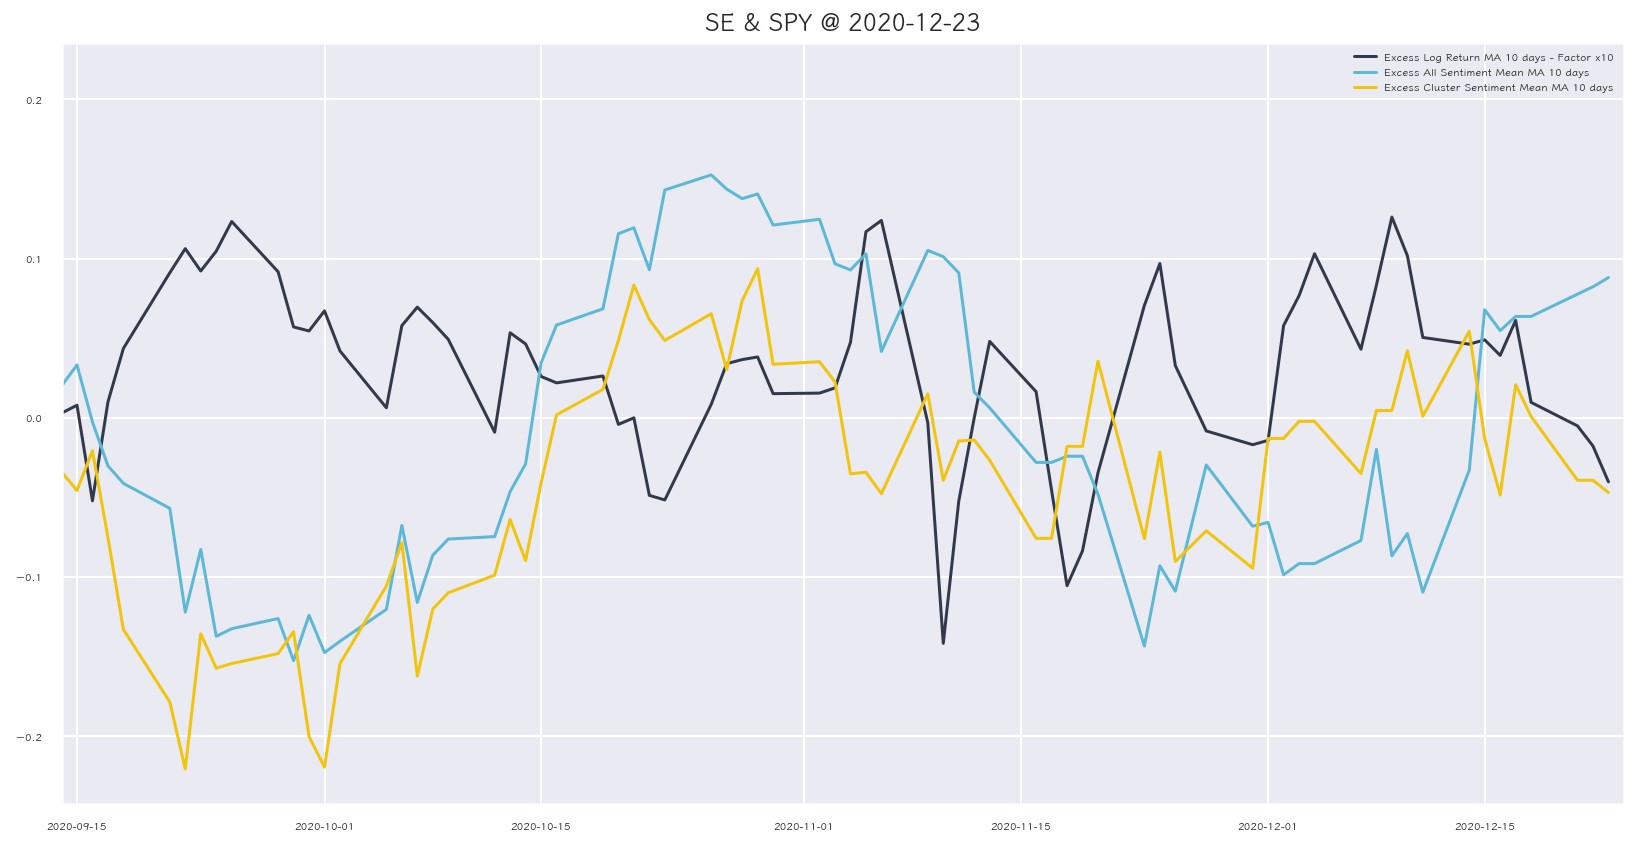 SE & SPY @ 2020-12-23
Excess Log Return MA 10 days - Factor x10
Excess All Sentiment Mean MA 10 days
Excess Cluster Sentiment Mean MA 10 days
0.2
0.1
0.0
−0.1
−0.2
2020-09-15 2020-10-01 2020-10-15 2020-11-01 2020-11-15 2020-12-01 2020-12-15